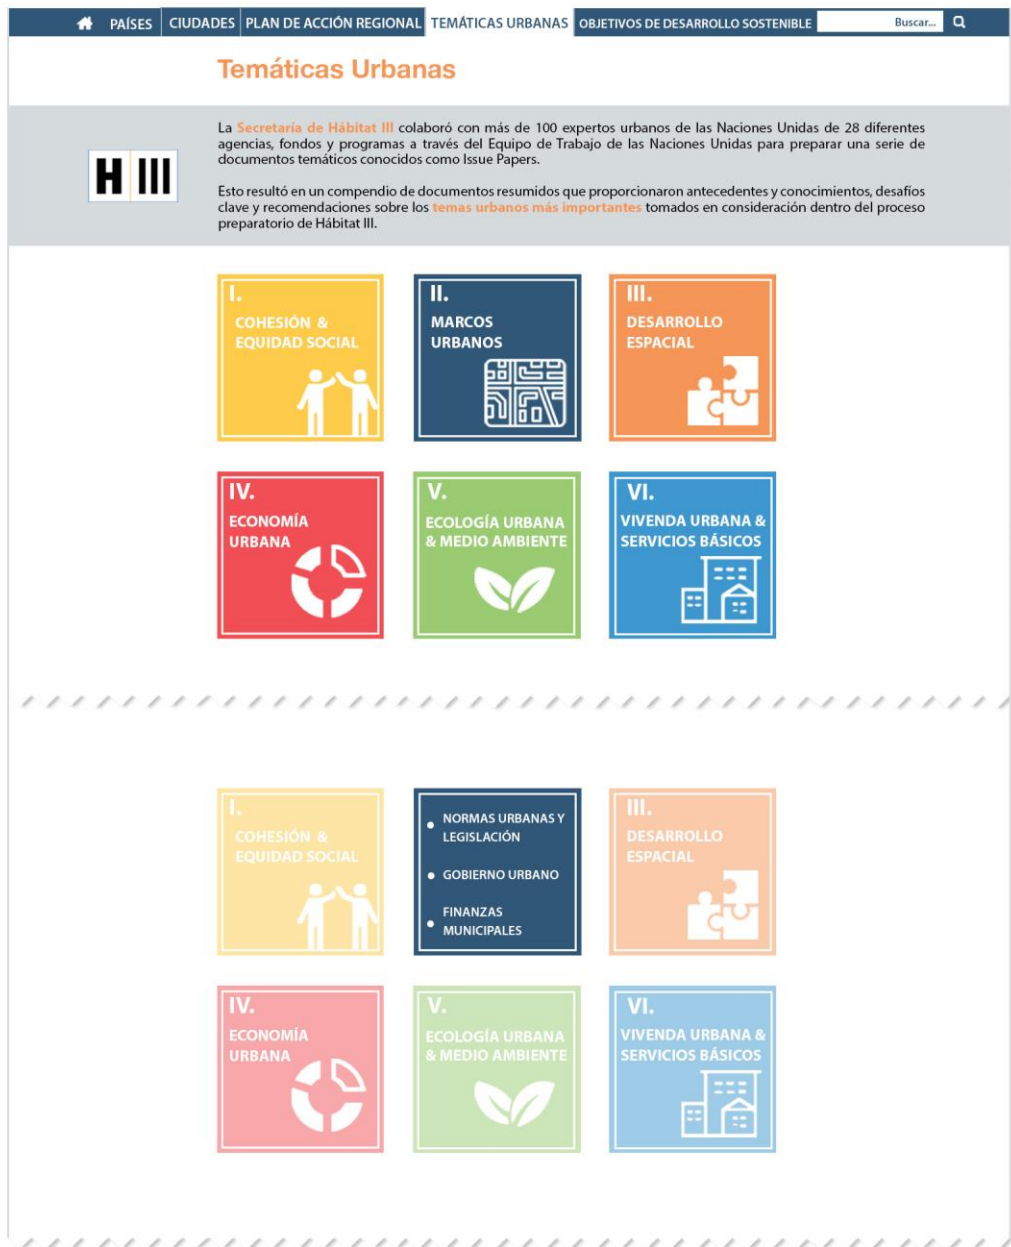 PAÍSES CIUDADES PLAN DE ACCIÓN REGIONAL TEMÁTICAS URBANAS OBJETIVOS DE DESARROLLO SOSTENIBLE Buscar...
Temáticas Urbanas
La Secretaría de Hábitat III colaboró con más de 100 expertos urbanos de las Naciones Unidas de 28 diferentes
agencias, fondos y programas a través del Equipo de Trabajo de las Naciones Unidas para preparar una serie de
documentos temáticos conocidos como Issue Papers.
H III
Esto resultó en un compendio de documentos resumidos que proporcionaron antecedentes y conocimientos, desafíos
clave y recomendaciones sobre los temas urbanos más importantes tomados en consideración dentro del proceso
preparatorio de Hábitat III.
I.
COHESIÓN &
EQUIDAD SOCIAL
II.
MARCOS
URBANOS
III.
DESARROLLO
ESPACIAL
IV.
ECONOMÍA
URBANA
V.
ECOLOGÍA URBANA
& MEDIO AMBIENTE
VI.
VIVENDA URBANA &
SERVICIOS BÁSICOS
I.
COHESIÓN &
EQUIDAD SOCIAL
NORMAS URBANAS Y
LEGISLACIÓN
GOBIERNO URBANO
FINANZAS
MUNICIPALES
III.
DESARROLLO
ESPACIAL
IV.
ECONOMÍA
URBANA
V.
ECOLOGÍA URBANA
& MEDIO AMBIENTE
VI.
VIVENDA URBANA &
SERVICIOS BÁSICOS